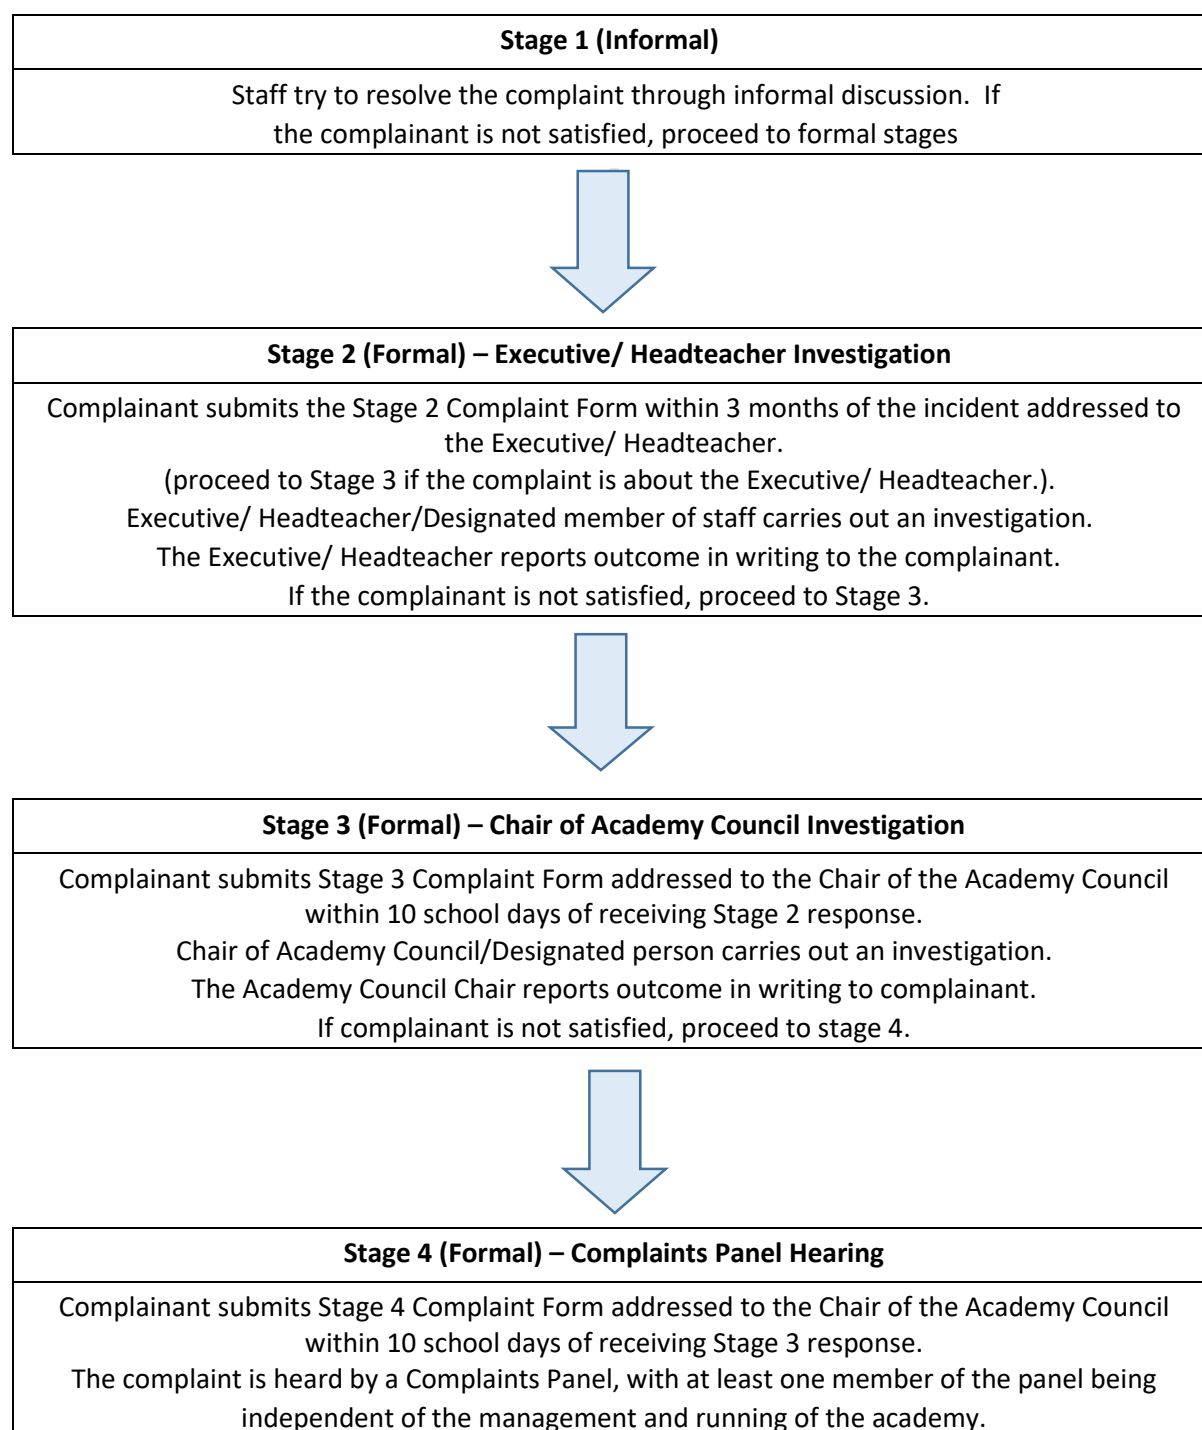 Stage 1 (Informal)
Staff try to resolve the complaint through informal discussion.  If
the complainant is not satisfied, proceed to formal stages
Stage 2 (Formal) – Executive/ Headteacher Investigation
Complainant submits the Stage 2 Complaint Form within 3 months of the incident addressed to
the Executive/ Headteacher.
(proceed to Stage 3 if the complaint is about the Executive/ Headteacher.).
Executive/ Headteacher/Designated member of staff carries out an investigation.
The Executive/ Headteacher reports outcome in writing to the complainant.
If the complainant is not satisfied, proceed to Stage 3.
Stage 3 (Formal) – Chair of Academy Council Investigation
Complainant submits Stage 3 Complaint Form addressed to the Chair of the Academy Council
within 10 school days of receiving Stage 2 response.
Chair of Academy Council/Designated person carries out an investigation.
The Academy Council Chair reports outcome in writing to complainant.
If complainant is not satisfied, proceed to stage 4.
Stage 4 (Formal) – Complaints Panel Hearing
Complainant submits Stage 4 Complaint Form addressed to the Chair of the Academy Council
within 10 school days of receiving Stage 3 response.
The complaint is heard by a Complaints Panel, with at least one member of the panel being
independent of the management and running of the academy.